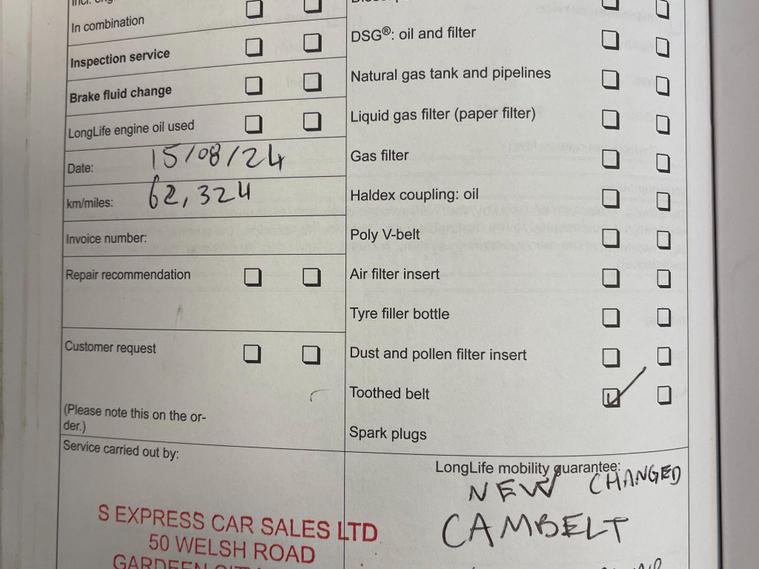 In combination
Inspection service
Brake fluid change
LongLife engine oil used
Date: 15/08/24
km/miles: 62,324
Invoice number:
Repair recommendation
Customer request
(Please note this on the or-
der.)
Service carried out by:
S EXPRESS CAR SALES LTD
50 WELSH ROAD
DSG®: oil and filter
Natural gas tank and pipelines
Liquid gas filter (paper filter)
Gas filter
Haldex coupling: oil
Poly V-belt
Air filter insert
Tyre filler bottle
Dust and pollen filter insert
Toothed belt
Spark plugs
LongLife mobility guarantee:
NEW CHANGED
CAMBELT